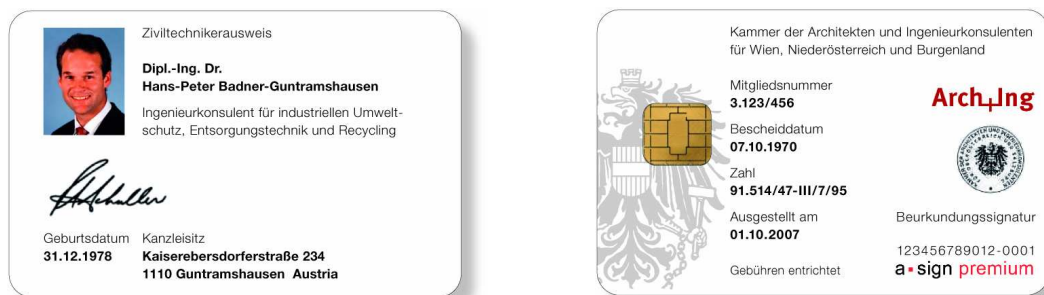 Ziviltechnikerausweis
Dipl.-Ing. Dr.
Hans-Peter Badner-Guntramshausen
Ingenieurkonsulent für industriellen Umwelt-
schutz, Entsorgungstechnik und Recycling
Geburtsdatum Kanzleisitz
31.12.1978 Kaiserebersdorferstraße 234
1110 Guntramshausen Austria
Kammer der Architekten und Ingenieurkonsulenten
für Wien, Niederösterreich und Burgenland
Mitgliedsnummer
3.123/456
Arch+Ing
Bescheiddatum
07.10.1970
Zahl
91.514/47-III/7/95
Ausgestellt am
01.10.2007
Beurkundungssignatur
Gebühren entrichtet
123456789012-0001
a▪sign premium